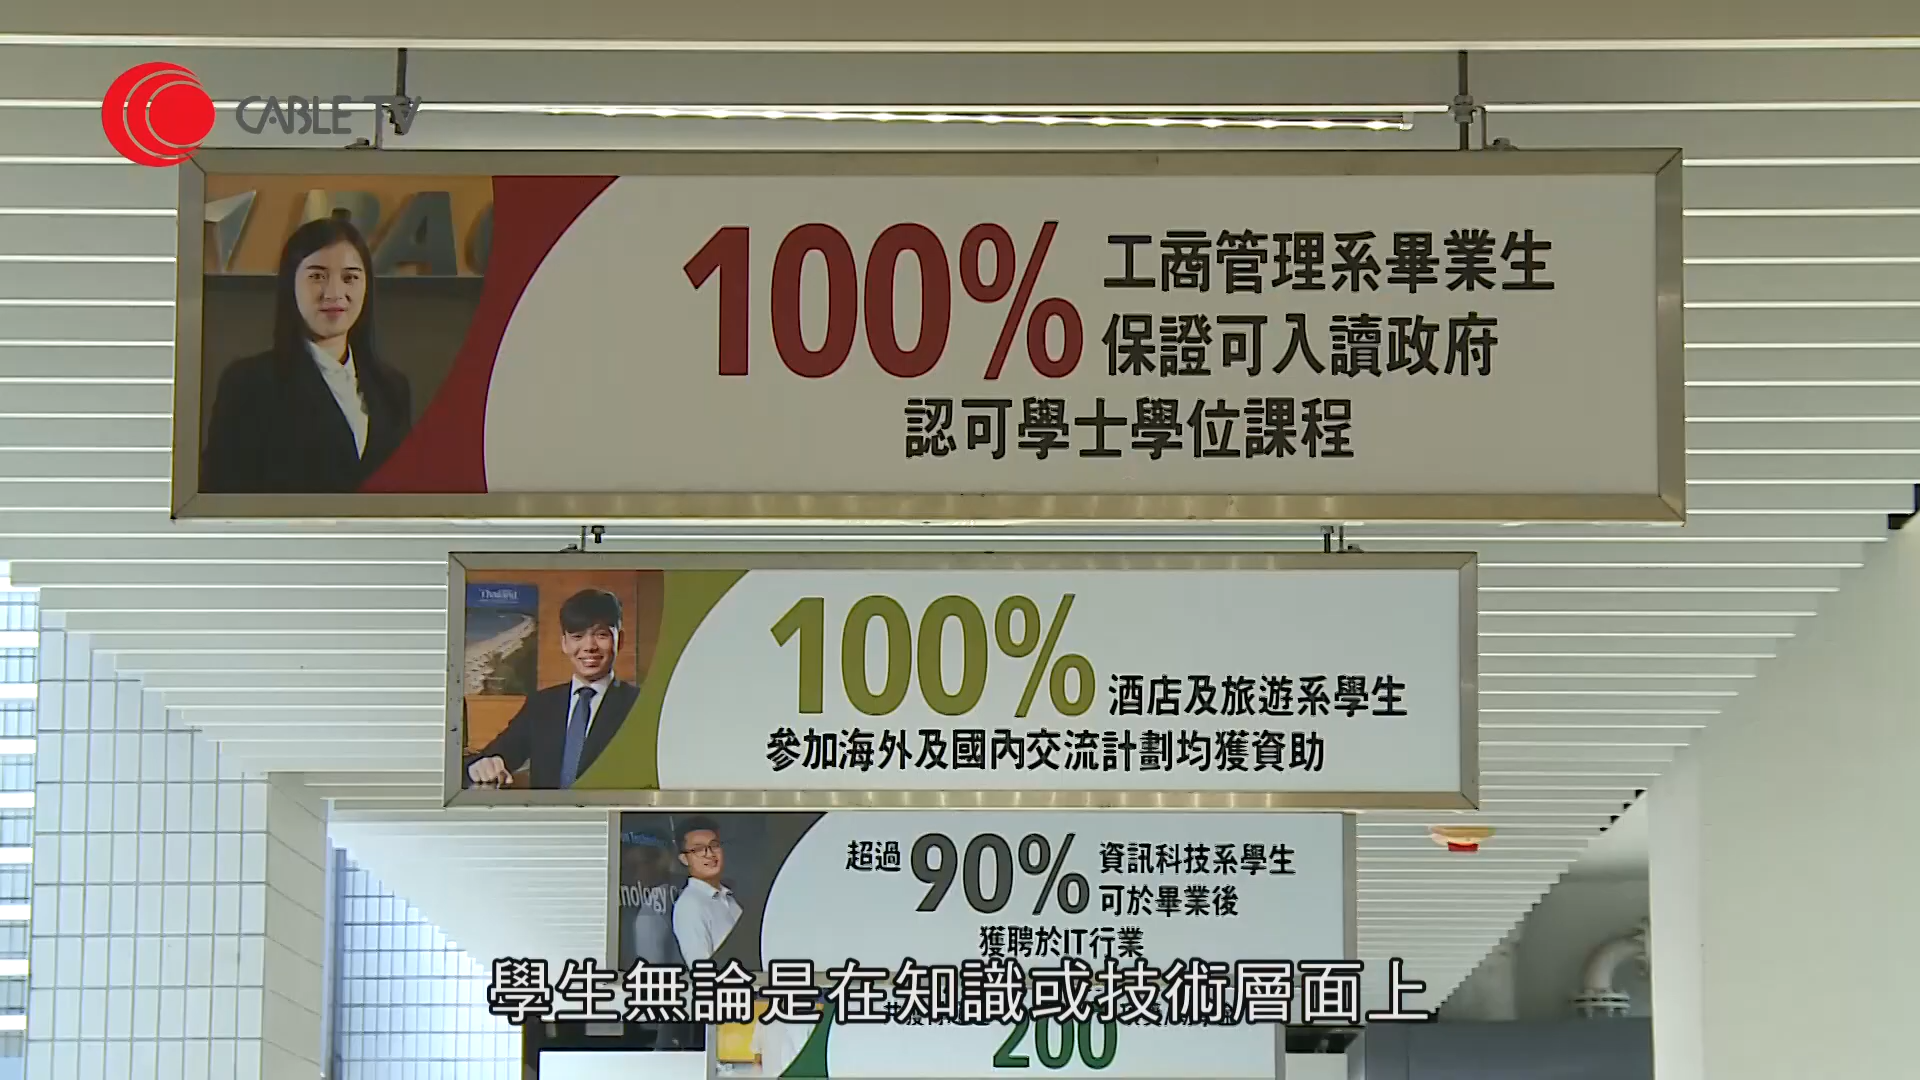 CABLE TV
100% 工商管理系畢業生
保證可入讀政府
認可學士學位課程
Thailand
100% 酒店及旅遊系學生
參加海外及國內交流計劃均獲資助
超過 90% 資訊科技系學生
可於畢業後
獲聘於IT行業
學生無論是在知識或技術層面上
200